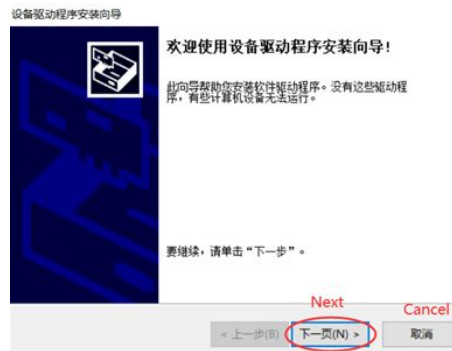 设备驱动程序安装向导
欢迎使用设备驱动程序安装向导!
此向导帮助您安装软件驱动程序。没有这些驱动程
序，有些计算机设备无法运行。
要继续，请单击“下一步”。
Next
Cancel
< 上一步(B)
下一页(N) >
取消